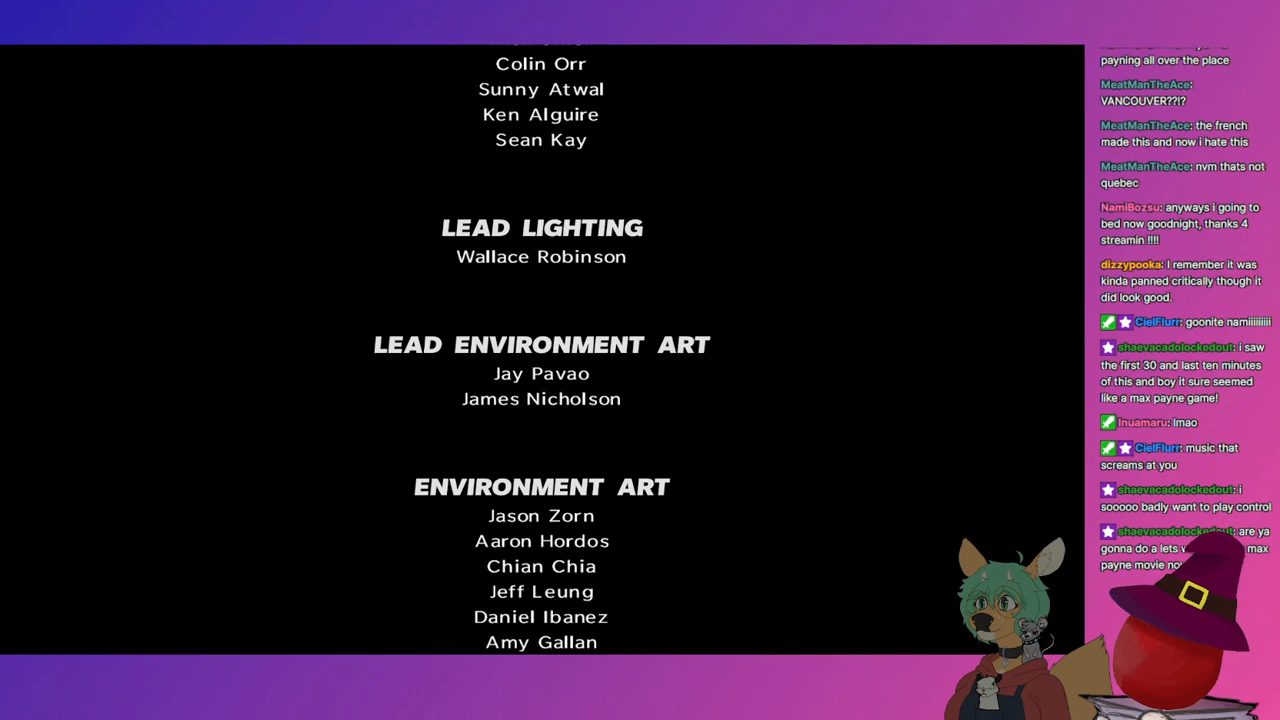 Colin Orr
Sunny Atwal
Ken Alguire
Sean Kay
LEAD LIGHTING
Wallace Robinson
LEAD ENVIRONMENT ART
Jay Pavao
James Nicholson
ENVIRONMENT ART
Jason Zorn
Aaron Hordos
Chian Chia
Jeff Leung
Daniel Ibanez
Amy Gallan
payning all over the place
MeatManTheAce:
VANCOUVER??!?
MeatManTheAce: the french
made this and now i hate this
MeatManTheAce: nvm thats not
quebec
NamiBozsu: anyways i going to
bed now goodnight, thanks 4
streamin !!!!
dizzypooka: I remember it was
kinda panned critically though it
did look good.
CielFlurr: goonite namiiiiiiiiii
shaevacadolockedout: i saw
the first 30 and last ten minutes
of this and boy it sure seemed
like a max payne game!
Inuamaru: lmao
CielFlurr: music that
screams at you
shaevacadolockedout: i
sooooo badly want to play control
shaevacadolockedout: are ya
gonna do a lets max
payne movie